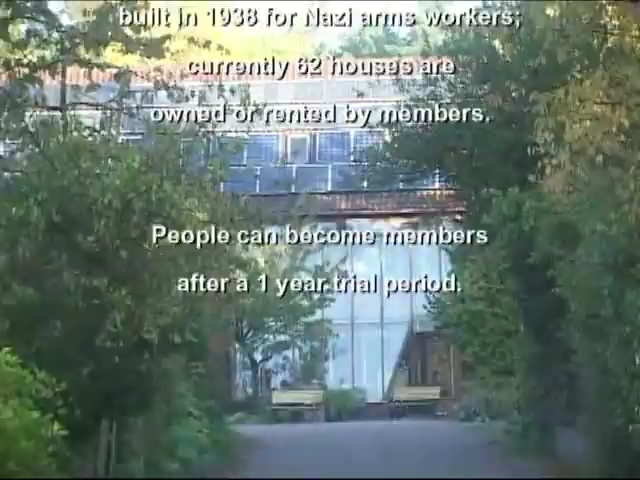 built in 1938 for Nazi arms workers;
currently 62 houses are
owned or rented by members.
People can become members
after a 1 year trial period.